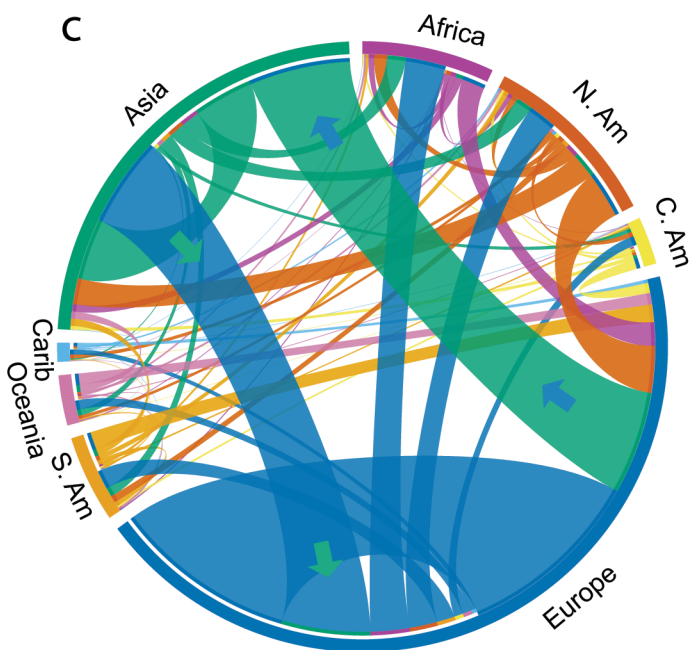 C
Africa
Asia
N. Am
C. Am
Carib
Oceania
S. Am
Europe